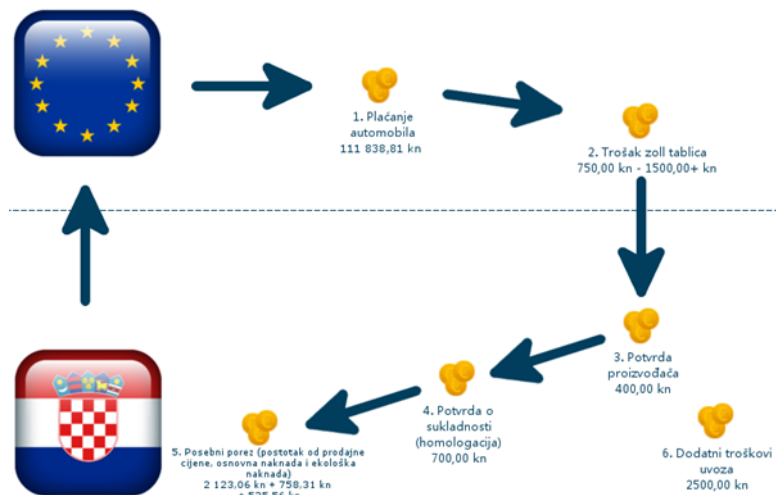 1. Plaćanje
automobila
111 838,81 kn
2. Trošak zoll tablica
750,00 kn - 1500,00+ kn
3. Potvrda
proizvođača
400,00 kn
4. Potvrda o
sukladnosti
(homologacija)
700,00 kn
5. Posebni porez (postotak od prodajne
cijene, osnovna naknada i ekološka
naknada)
2 123,06 kn + 758,31 kn
6. Dodatni troškovi
uvoza
2500,00 kn